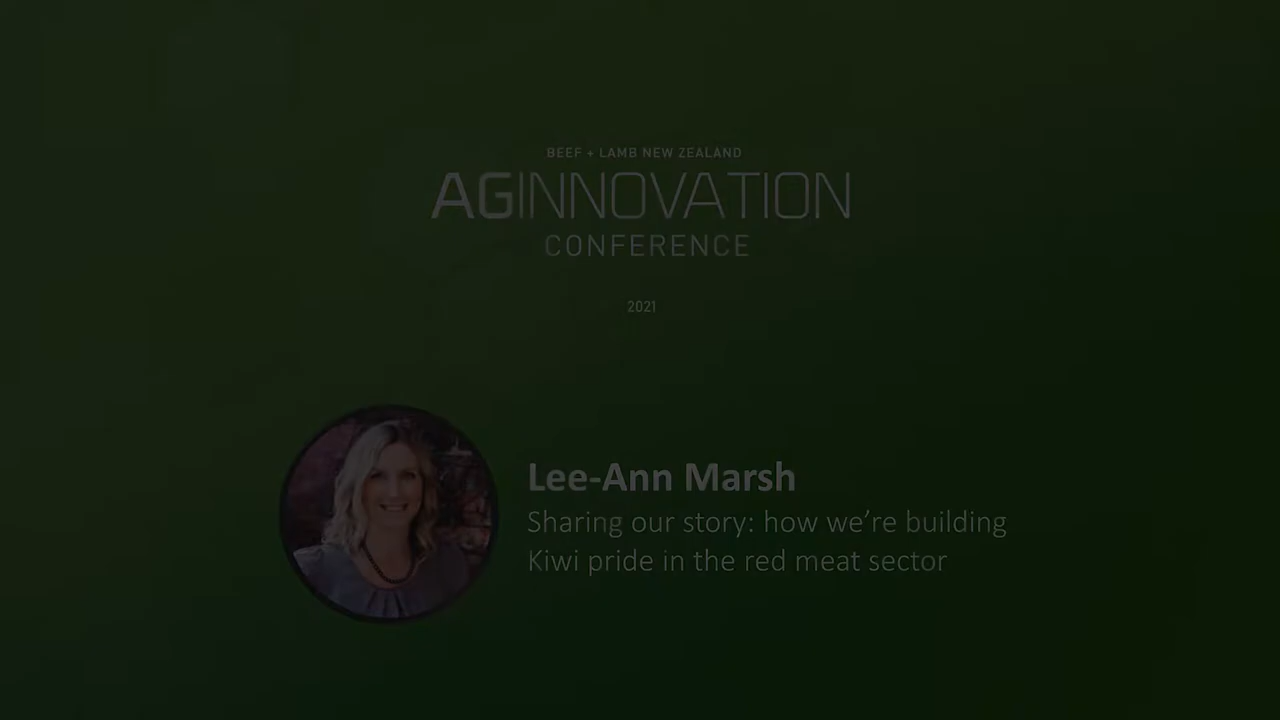 BEEF + LAMB NEW ZEALAND
AGINNOVATION
CONFERENCE
2021
Lee-Ann Marsh
Sharing our story: how we’re building
Kiwi pride in the red meat sector